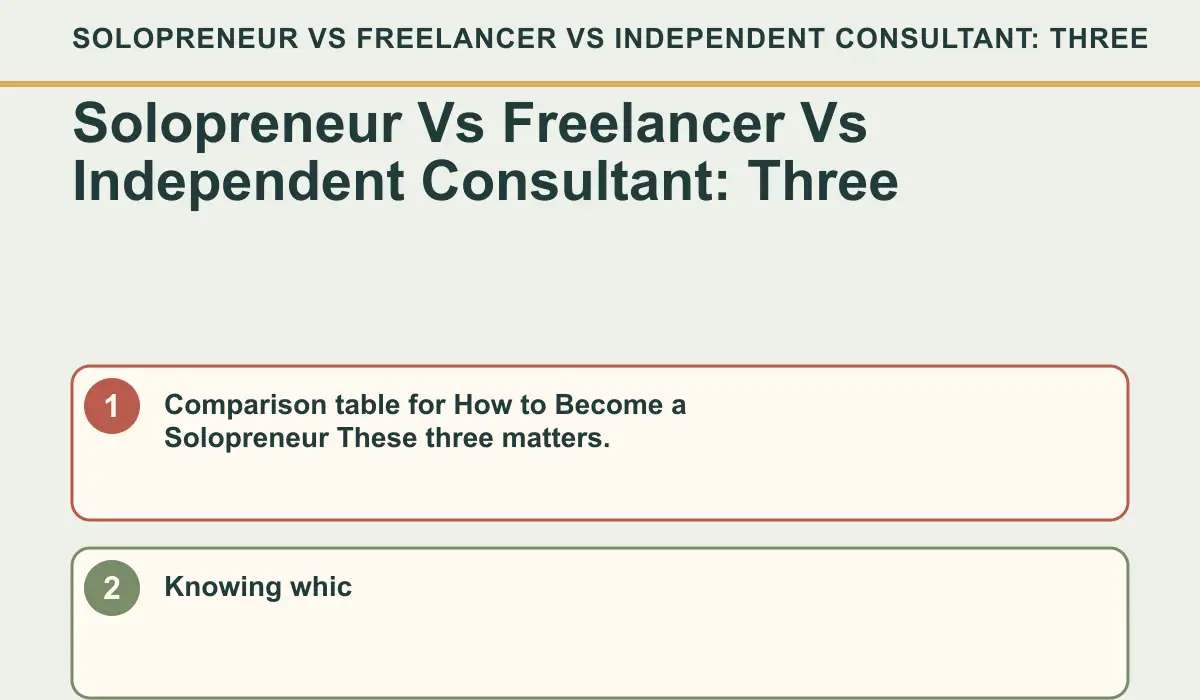 SOLOPRENEUR VS FREELANCER VS INDEPENDENT CONSULTANT: THREE
Solopreneur Vs Freelancer Vs
Independent Consultant: Three
1
Comparison table for How to Become a
Solopreneur These three matters.
2
Knowing whic